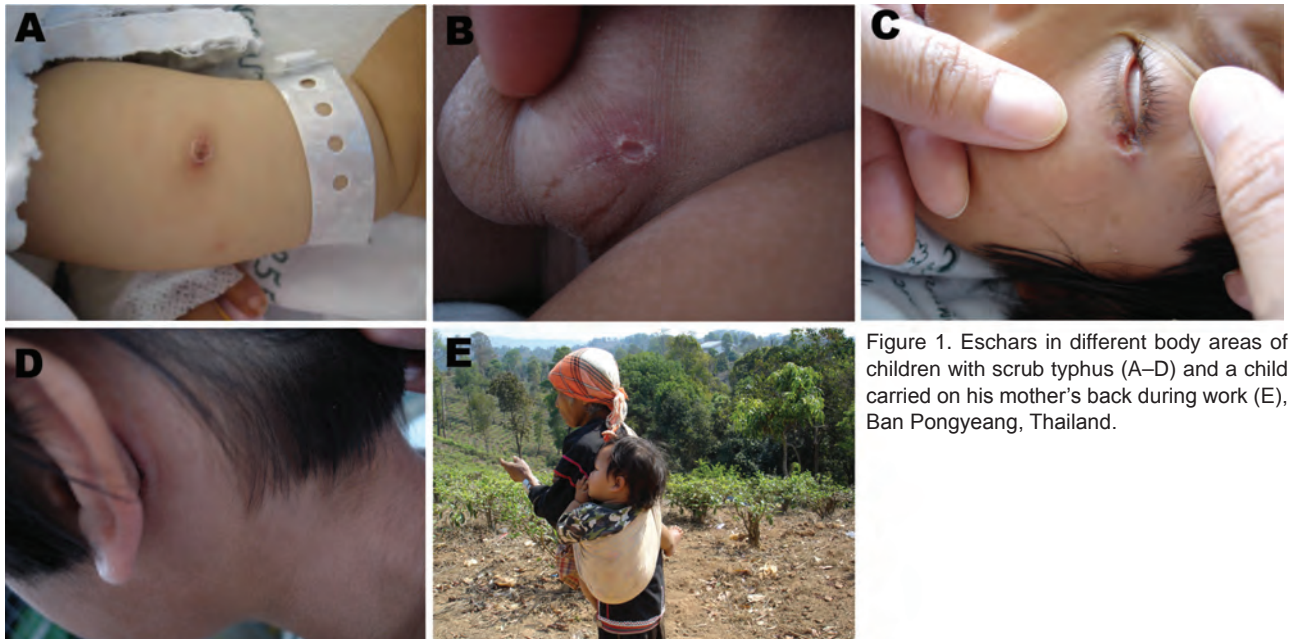 A
B
C
D
E
Figure 1. Eschars in different body areas of
children with scrub typhus (A–D) and a child
carried on his mother's back during work (E),
Ban Pongyeang, Thailand.